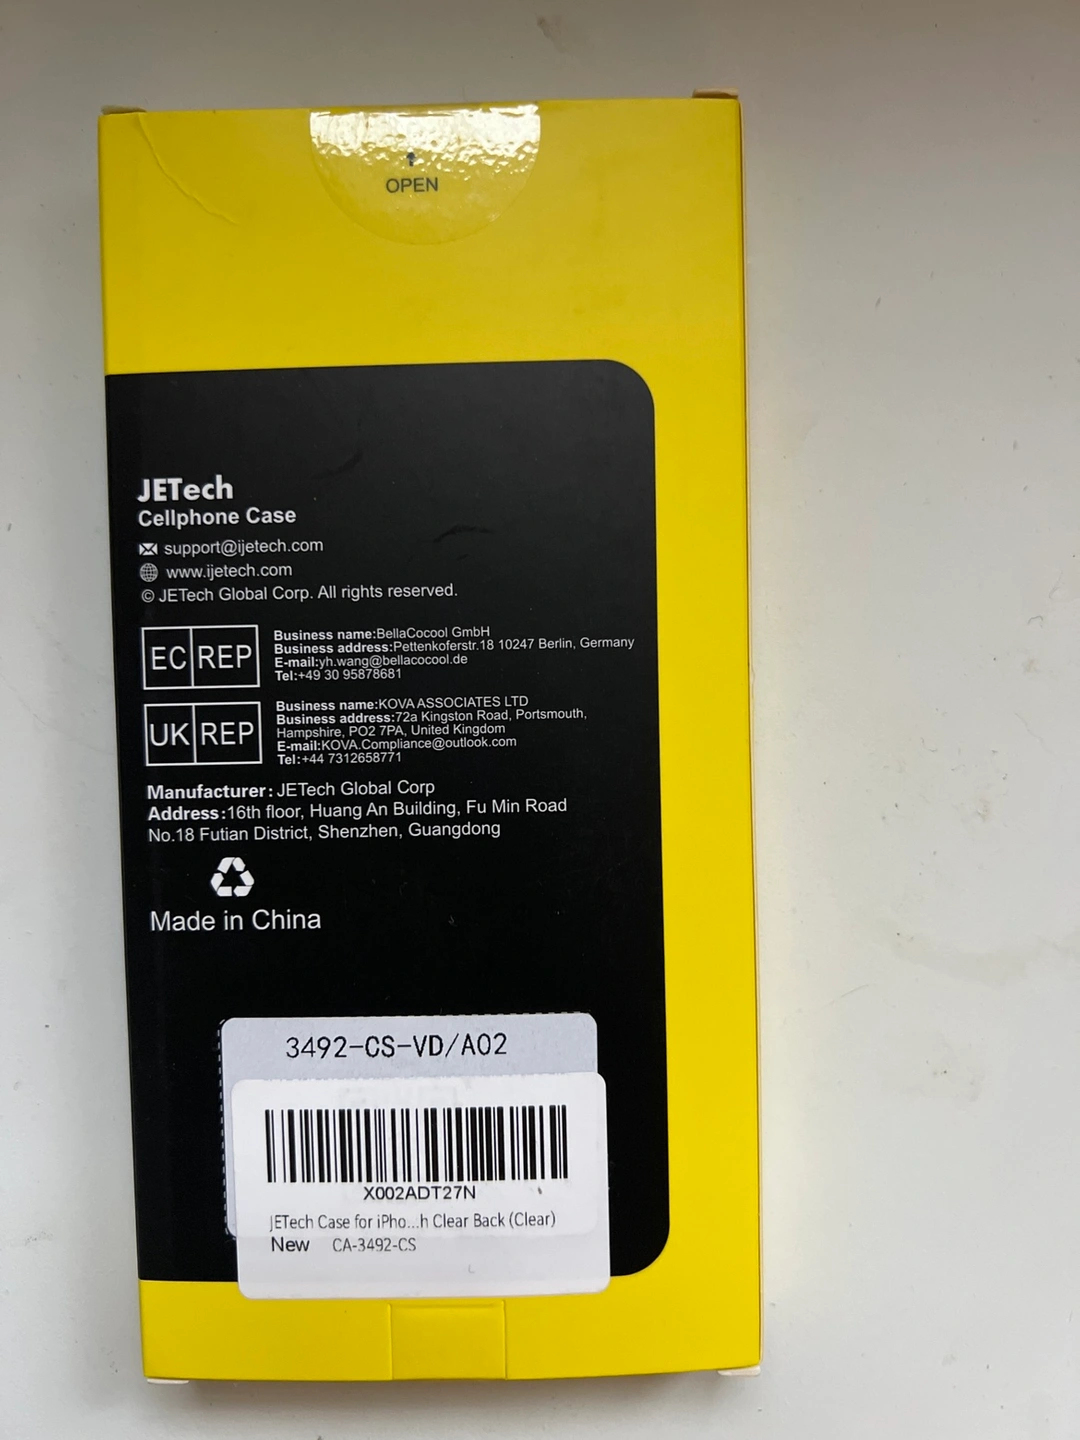 OPEN
JETech
Cellphone Case
support@ijetech.com
www.ijetech.com
© JETech Global Corp. All rights reserved.
EC REP
Business name:BellaCocool GmbH
Business address:Pettenkoferstr.18 10247 Berlin, Germany
E-mail:yh.wang@bellacocool.de
Tel:+49 30 95878681
UK REP
Business name:KOVA ASSOCIATES LTD
Business address:72a Kingston Road, Portsmouth,
Hampshire, PO2 7PA, United Kingdom
E-mail:KOVA.Compliance@outlook.com
Tel:+44 7312658771
Manufacturer: JETech Global Corp
Address:16th floor, Huang An Building, Fu Min Road
No.18 Futian District, Shenzhen, Guangdong
Made in China
3492-CS-VD/A02
X002ADT27N
JETech Case for iPho...h Clear Back (Clear)
New CA-3492-CS